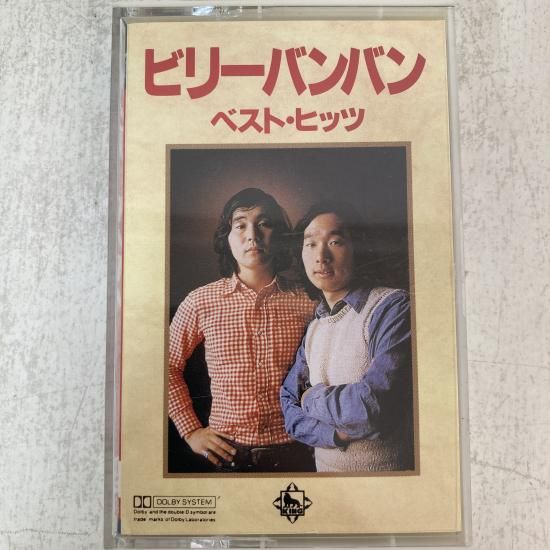 ビリーバンバン
ベスト・ヒッツ
DOLBY SYSTEM
Dolby and the double D symbol are
trade marks of Dolby Laboratories
KING